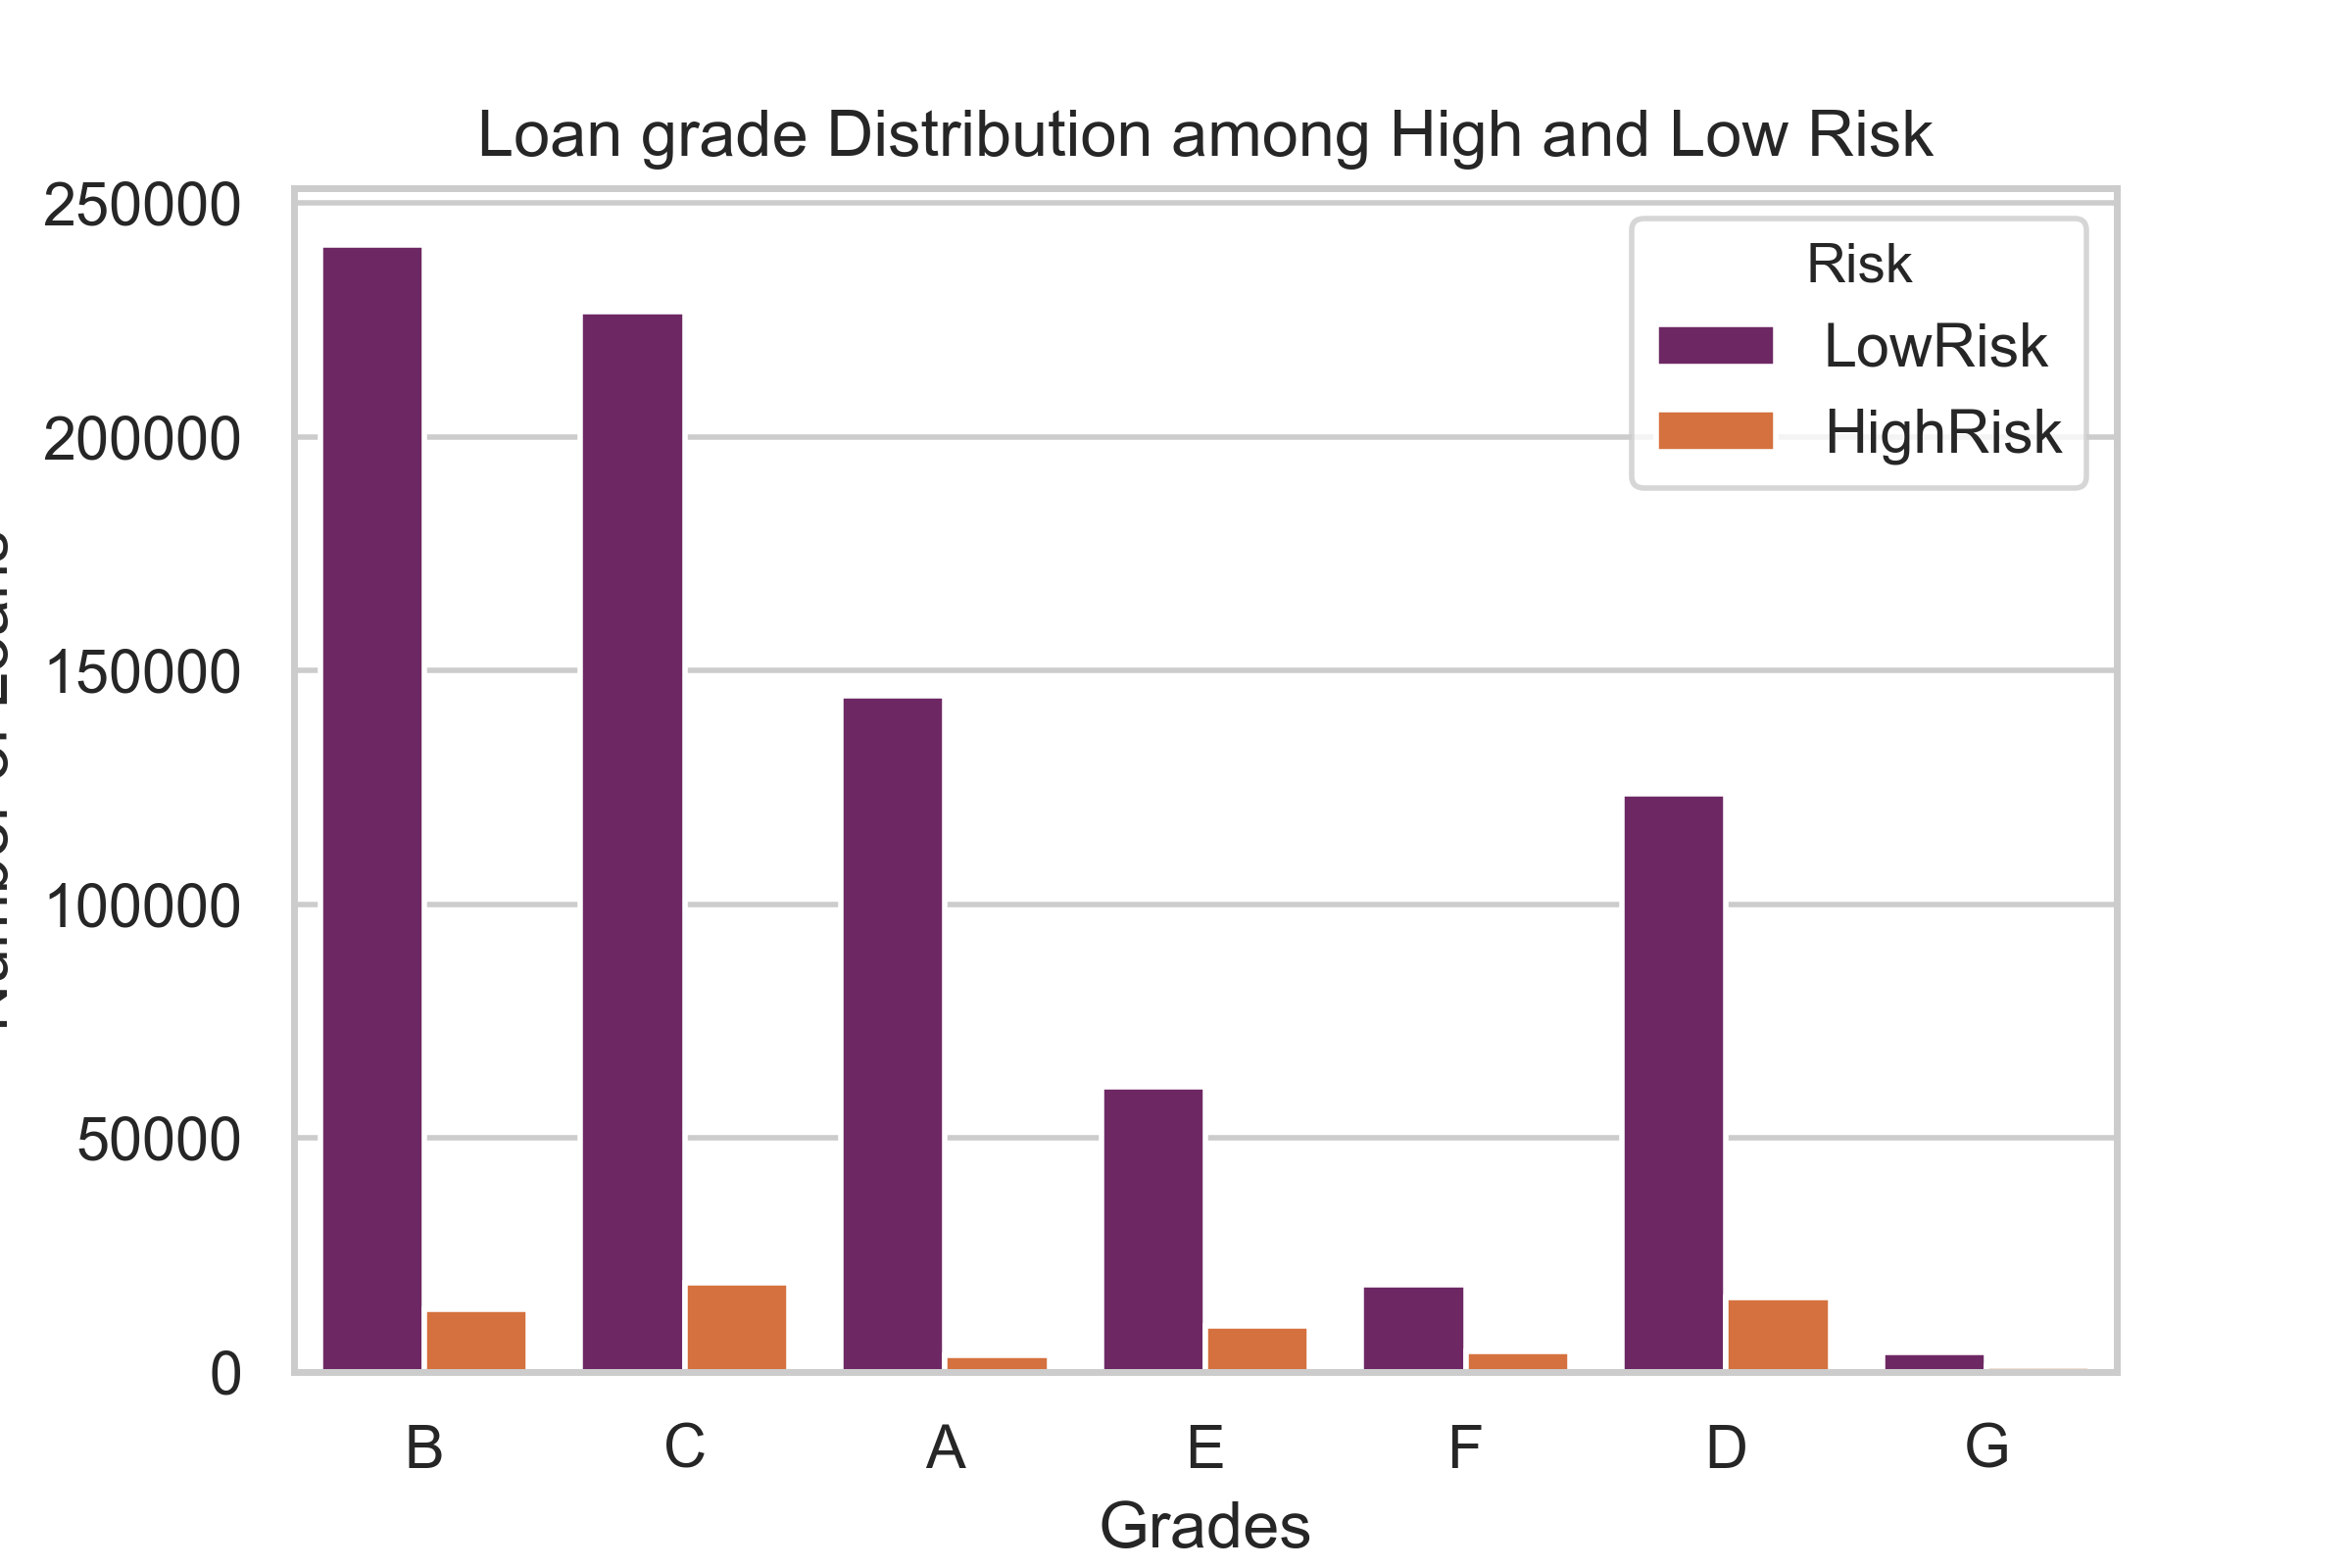 Loan grade Distribution among High and Low Risk
250000
200000
150000
100000
50000
0
Risk
LowRisk
HighRisk
B C A E F D G
Grades